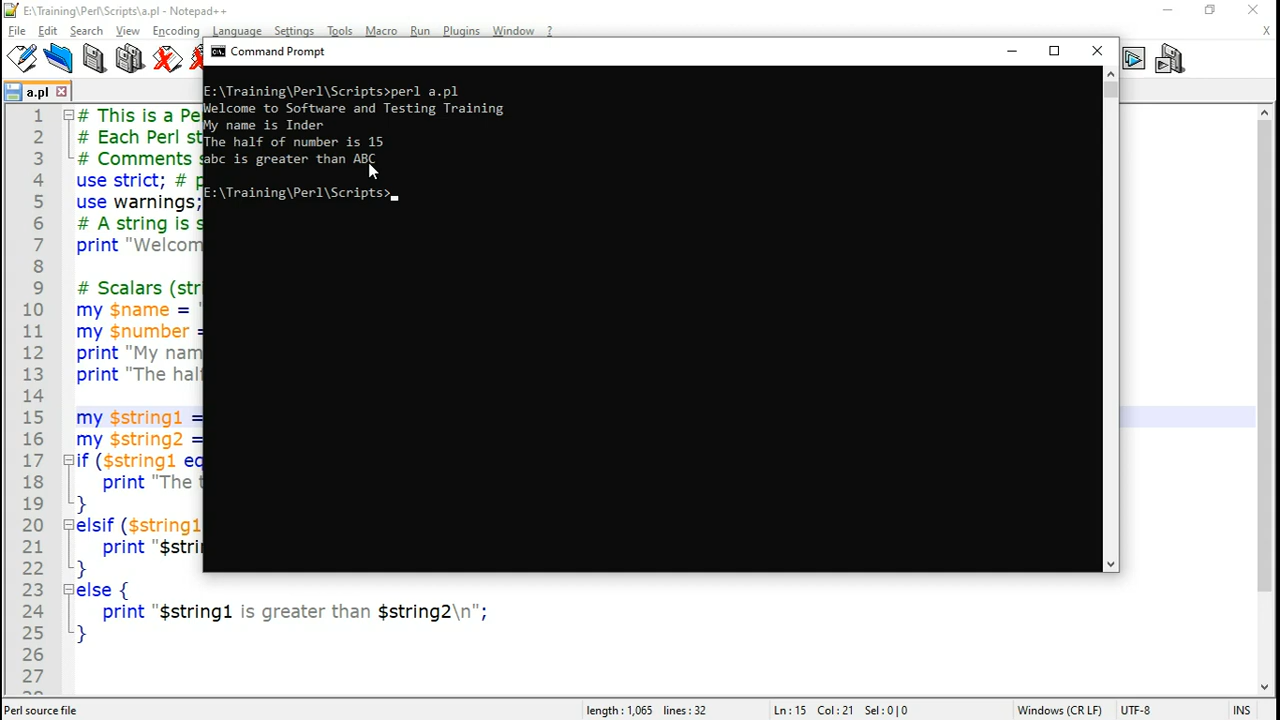 E:\Training\Perl\Scripts\a.pl - Notepad++
File Edit Search View Encoding Language Settings Tools Macro Run Plugins Window ?
X
a.pl
Command Prompt
E:\Training\Perl\Scripts>perl a.pl
Welcome to Software and Testing Training
My name is Inder
The half of number is 15
abc is greater than ABC
E:\Training\Perl\Scripts>
1 # This is a Pe
2 # Each Perl st
3 # Comments s
4 use strict; # p
5 use warnings;
6 # A string is s
7 print "Welcom
8
9 # Scalars (stri
10 my $name = "
11 my $number =
12 print "My nam
13 print "The half
14
15 my $string1 =
16 my $string2 =
17 if ($string1 eq
18 print "The t
19 }
20 elsif ($string1
21 print "$stri
22 }
23 else {
24 print "$string1 is greater than $string2\n";
25 }
26
27
28
Perl source file length : 1,065 lines : 32 Ln : 15 Col : 21 Sel : 0 | 0 Windows (CR LF) UTF-8 INS